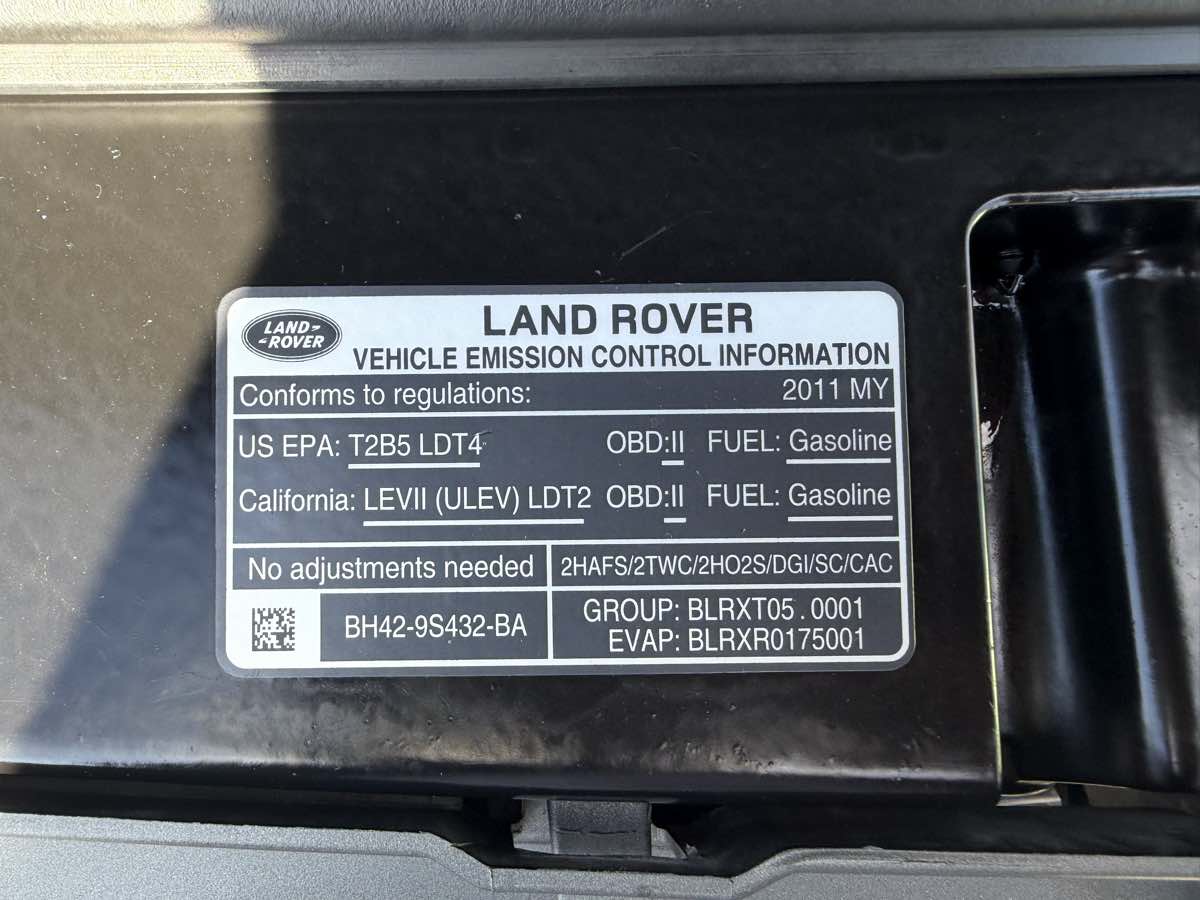 LAND ROVER
LAND-
-ROVER
VEHICLE EMISSION CONTROL INFORMATION
Conforms to regulations: 2011 MY
US EPA: T2B5 LDT4 OBD:II FUEL: Gasoline
California: LEVII (ULEV) LDT2 OBD:II FUEL: Gasoline
No adjustments needed 2HAFS/2TWC/2HO2S/DGI/SC/CAC
BH42-9S432-BA
GROUP: BLRXT05.0001
EVAP: BLRXR0175001